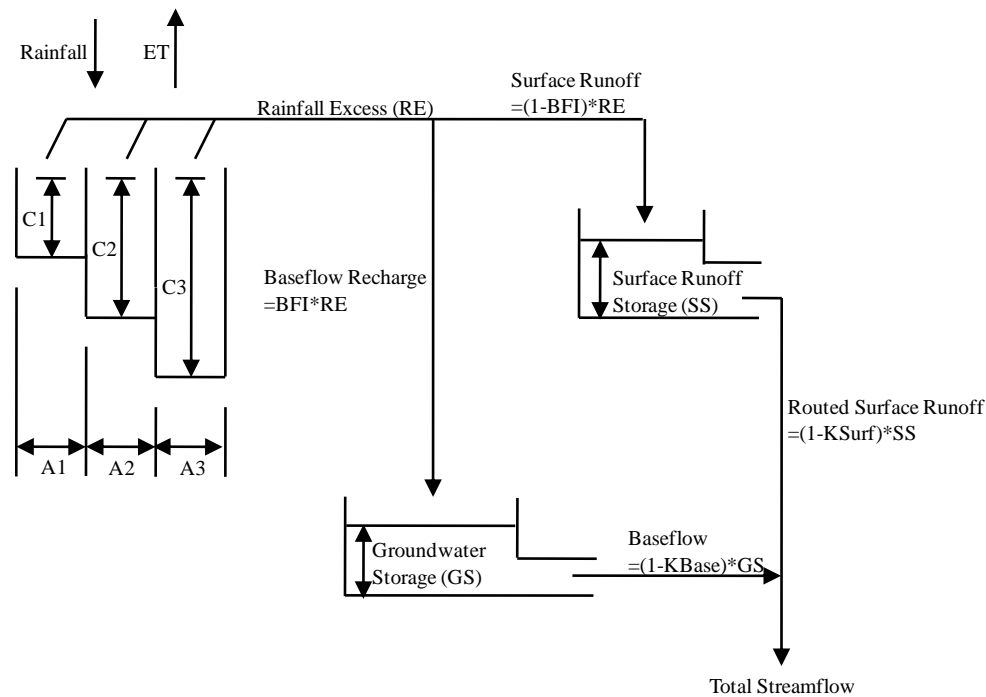 Rainfall
ET
Surface Runoff
=(1-BFI)*RE
Rainfall Excess (RE)
C1
C2
C3
Baseflow Recharge
=BFI*RE
Surface Runoff
Storage (SS)
Routed Surface Runoff
=(1-KSurf)*SS
A1
A2
A3
Groundwater
Storage (GS)
Baseflow
=(1-KBase)*GS
Total Streamflow